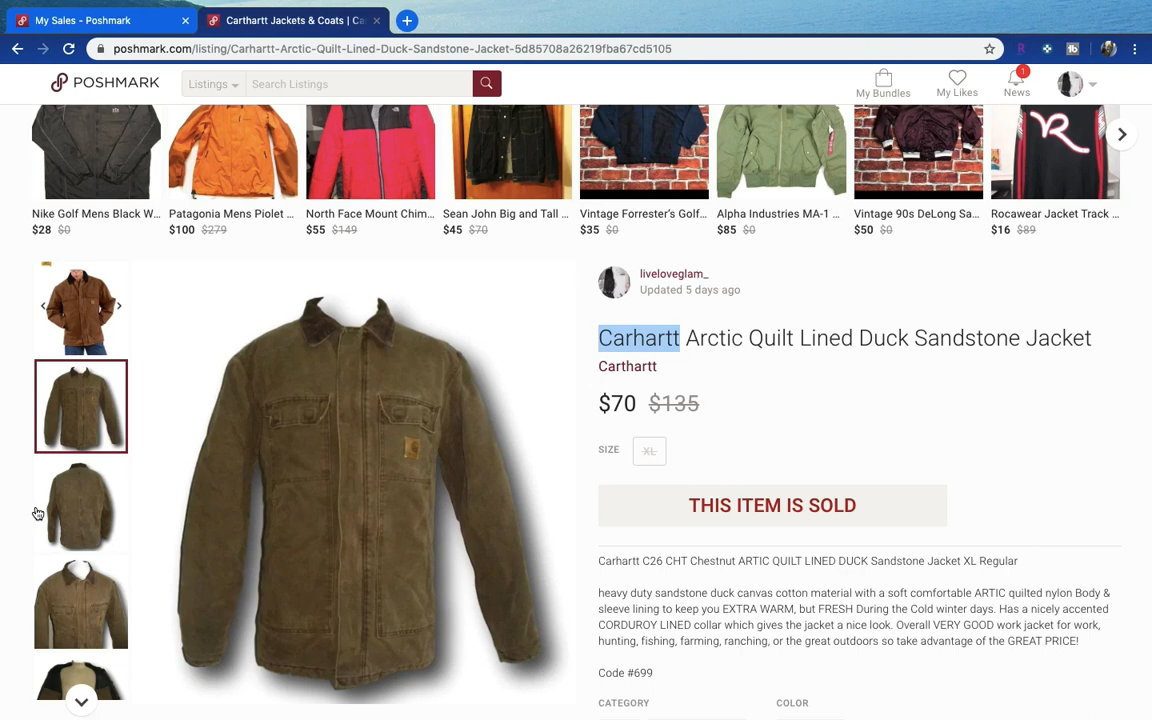 My Sales - Poshmark
Carthartt Jackets & Coats | Ca
poshmark.com/listing/Carhartt-Arctic-Quilt-Lined-Duck-Sandstone-Jacket-5d85708a26219fba67cd5105
POSHMARK
Listings
Search Listings
My Bundles
My Likes
1
News
Nike Golf Mens Black W...
$28 $0
Patagonia Mens Piolet ...
$100 $279
North Face Mount Chim...
$55 $149
Sean John Big and Tall ...
$45 $70
Vintage Forrester's Golf...
$35 $0
Alpha Industries MA-1 ...
$85 $0
Vintage 90s DeLong Sa...
$50 $0
Rocawear Jacket Track ...
$16 $89
liveloveglam_
Updated 5 days ago
Carhartt Arctic Quilt Lined Duck Sandstone Jacket
Carthartt
$70 $135
SIZE
XL
THIS ITEM IS SOLD
Carhartt C26 CHT Chestnut ARTIC QUILT LINED DUCK Sandstone Jacket XL Regular
heavy duty sandstone duck canvas cotton material with a soft comfortable ARTIC quilted nylon Body &
sleeve lining to keep you EXTRA WARM, but FRESH During the Cold winter days. Has a nicely accented
CORDUROY LINED collar which gives the jacket a nice look. Overall VERY GOOD work jacket for work,
hunting, fishing, farming, ranching, or the great outdoors so take advantage of the GREAT PRICE!
Code #699
CATEGORY
COLOR